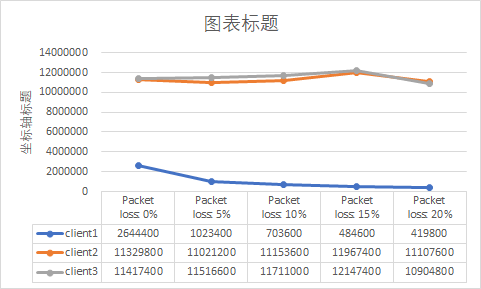 图表标题
坐标轴标题
14000000
12000000
10000000
8000000
6000000
4000000
2000000
0
Packet loss: 0% Packet loss: 5% Packet loss: 10% Packet loss: 15% Packet loss: 20%
client1 2644400 1023400 703600 484600 419800
client2 11329800 11021200 11153600 11967400 11107600
client3 11417400 11516600 11711000 12147400 10904800